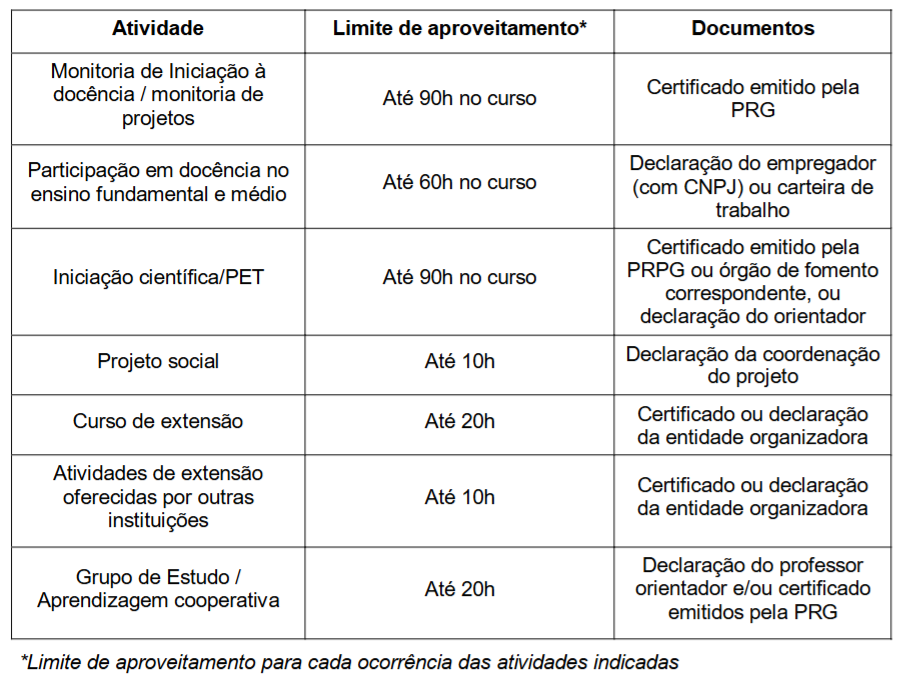 Atividade Limite de aproveitamento* Documentos
Monitoria de Iniciação à
docência / monitoria de
projetos
Até 90h no curso
Certificado emitido pela
PRG
Participação em docência no
ensino fundamental e médio
Até 60h no curso
Declaração do empregador
(com CNPJ) ou carteira de
trabalho
Iniciação científica/PET
Até 90h no curso
Certificado emitido pela
PRPG ou órgão de fomento
correspondente, ou
declaração do orientador
Projeto social
Até 10h
Declaração da coordenação
do projeto
Curso de extensão
Até 20h
Certificado ou declaração
da entidade organizadora
Atividades de extensão
oferecidas por outras
instituições
Até 10h
Certificado ou declaração
da entidade organizadora
Grupo de Estudo /
Aprendizagem cooperativa
Até 20h
Declaração do professor
orientador e/ou certificado
emitidos pela PRG
*Limite de aproveitamento para cada ocorrência das atividades indicadas